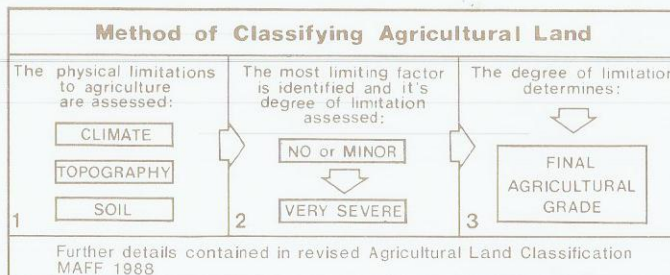 Method of Classifying Agricultural Land
The physical limitations
to agriculture
are assessed:
CLIMATE
TOPOGRAPHY
SOIL
1
The most limiting factor
is identified and it's
degree of limitation
assessed:
NO or MINOR
VERY SEVERE
2
The degree of limitation
determines:
FINAL
AGRICULTURAL
GRADE
3
Further details contained in revised Agricultural Land Classification
MAFF 1988